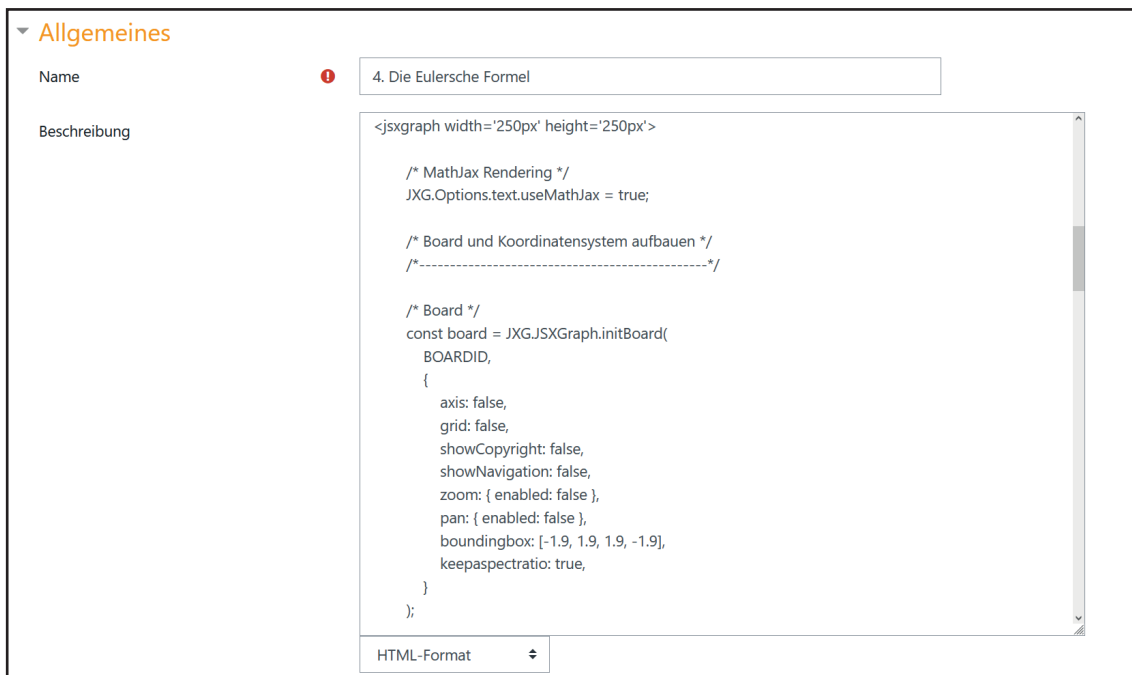 Allgemeines
Name
4. Die Eulersche Formel
Beschreibung
<jsxgraph width='250px' height='250px'>
/* MathJax Rendering */
JXG.Options.text.useMathJax = true;
/* Board und Koordinatensystem aufbauen */
/*-----------------------------------------------*/
/* Board */
const board = JXG.JSXGraph.initBoard(
BOARDID,
{
axis: false,
grid: false,
showCopyright: false,
showNavigation: false,
zoom: { enabled: false },
pan: { enabled: false },
boundingbox: [-1.9, 1.9, 1.9, -1.9],
keepaspectratio: true,
}
);
HTML-Format